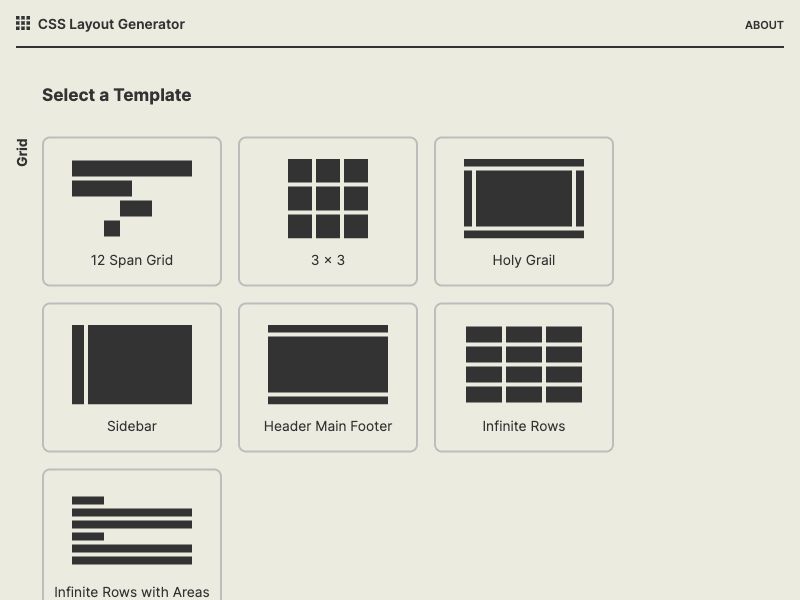 CSS Layout Generator
ABOUT
Select a Template
Grid
12 Span Grid
3 × 3
Holy Grail
Sidebar
Header Main Footer
Infinite Rows
Infinite Rows with Areas